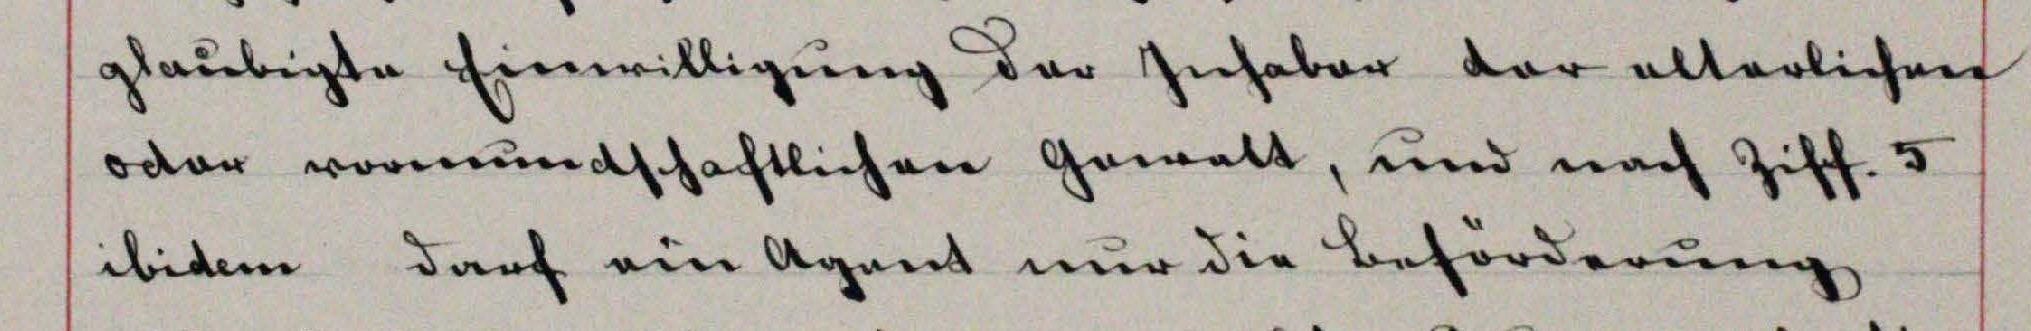 glaubigte Einwilligung der Inhaber der elterlichen
oder vormundschaftlichen Gewalt, und nach Ziff. 5
ibidem darf ein Agent nur die Beförderung